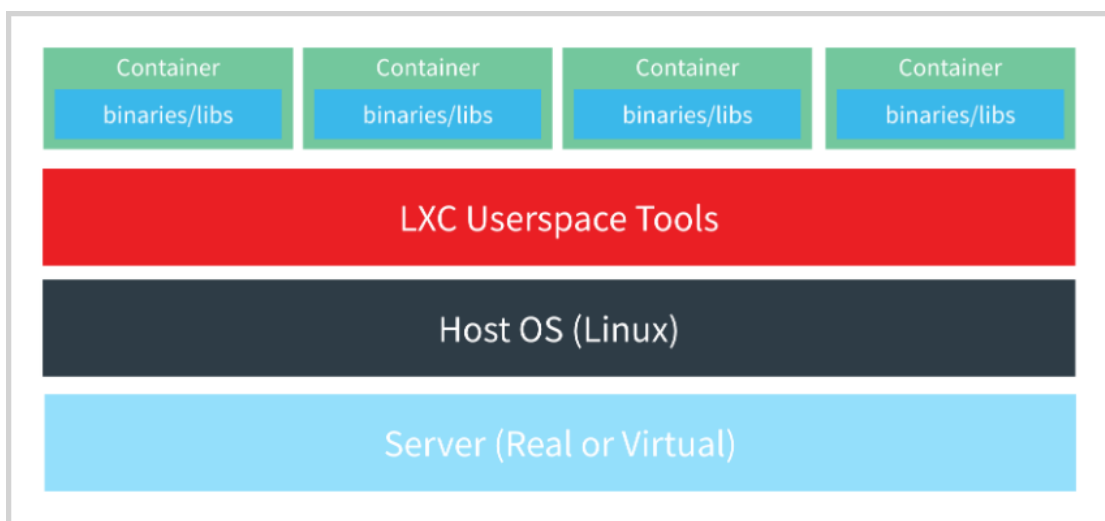 Container Container Container Container
binaries/libs binaries/libs binaries/libs binaries/libs
LXC Userspace Tools
Host OS (Linux)
Server (Real or Virtual)